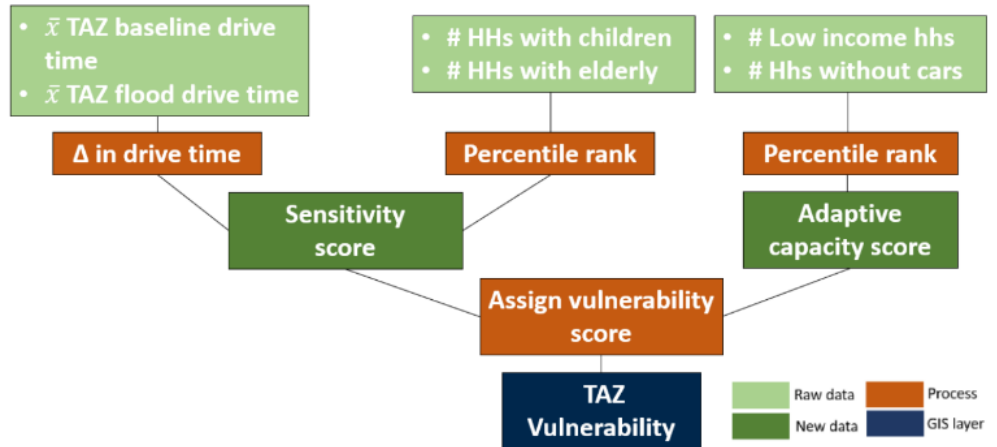 • x̄ TAZ baseline drive
time
• x̄ TAZ flood drive time
• # HHs with children
• # HHs with elderly
• # Low income hhs
• # Hhs without cars
Δ in drive time
Percentile rank
Percentile rank
Sensitivity
score
Adaptive
capacity score
Assign vulnerability
score
TAZ
Vulnerability
Raw data
Process
New data
GIS layer